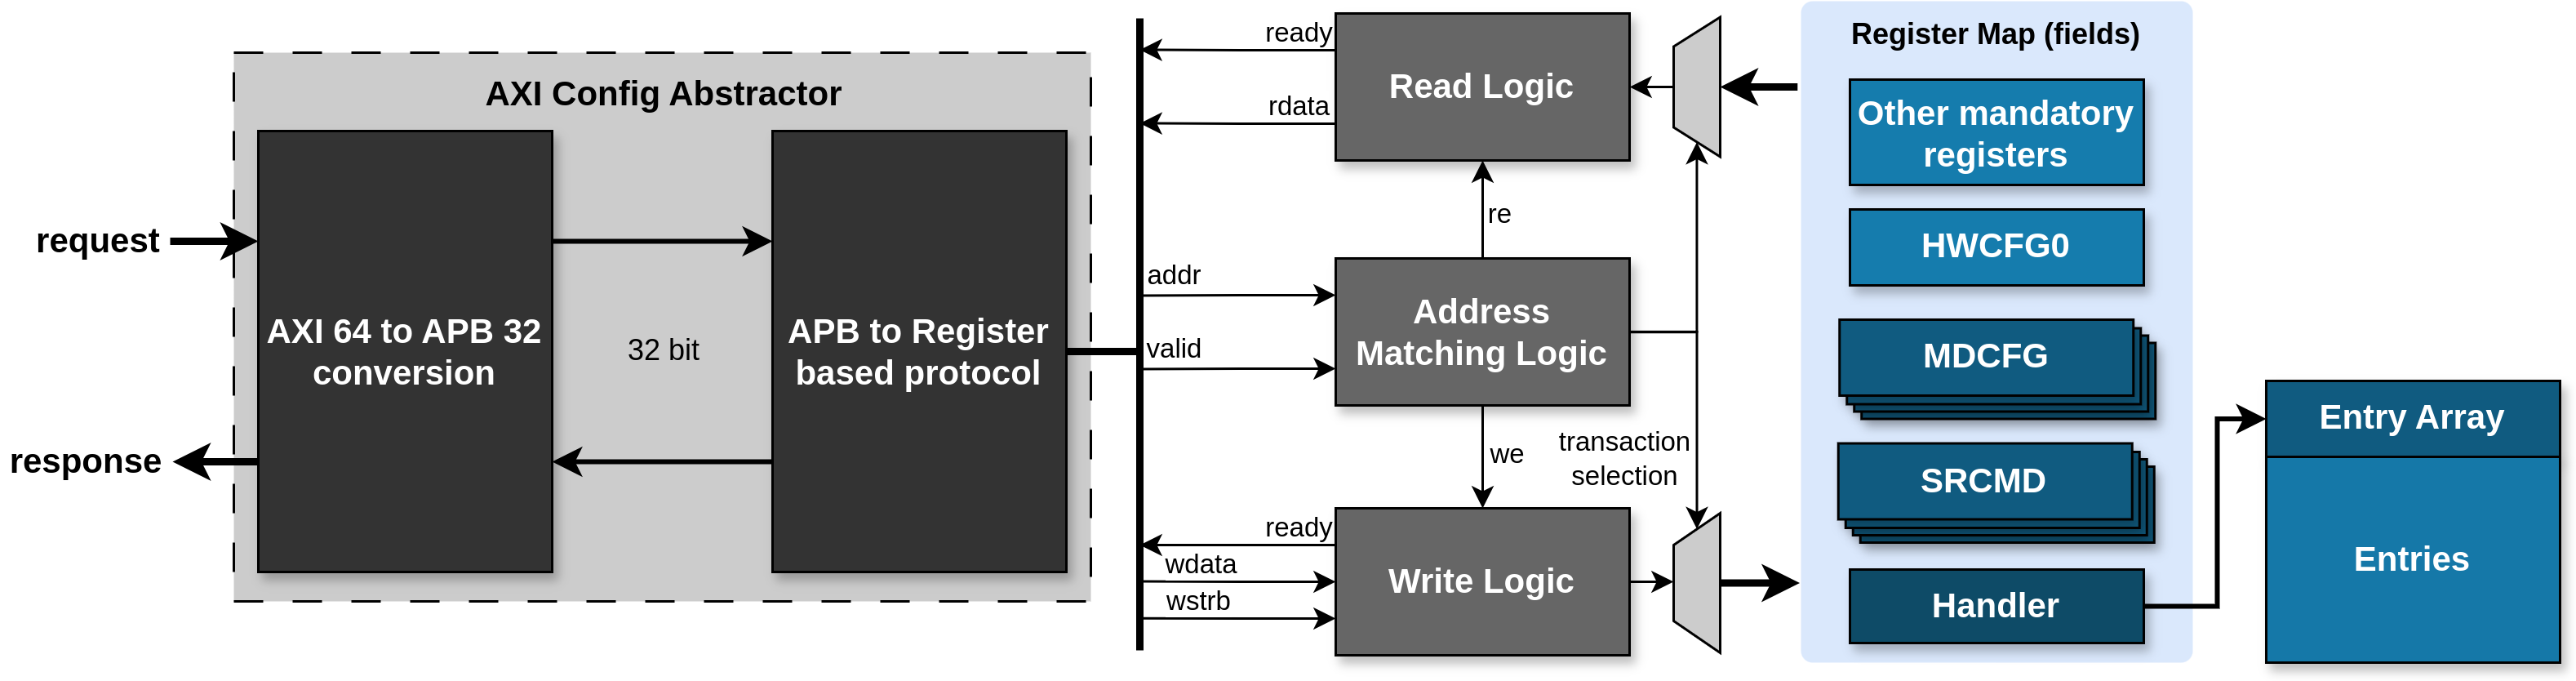 request
response
AXI Config Abstractor
AXI 64 to APB 32
conversion
32 bit
APB to Register
based protocol
ready
rdata
addr
valid
ready
wdata
wstrb
Read Logic
re
Address
Matching Logic
we
transaction
selection
Write Logic
Register Map (fields)
Other mandatory
registers
HWCFG0
MDCFG
SRCMD
Handler
Entry Array
Entries